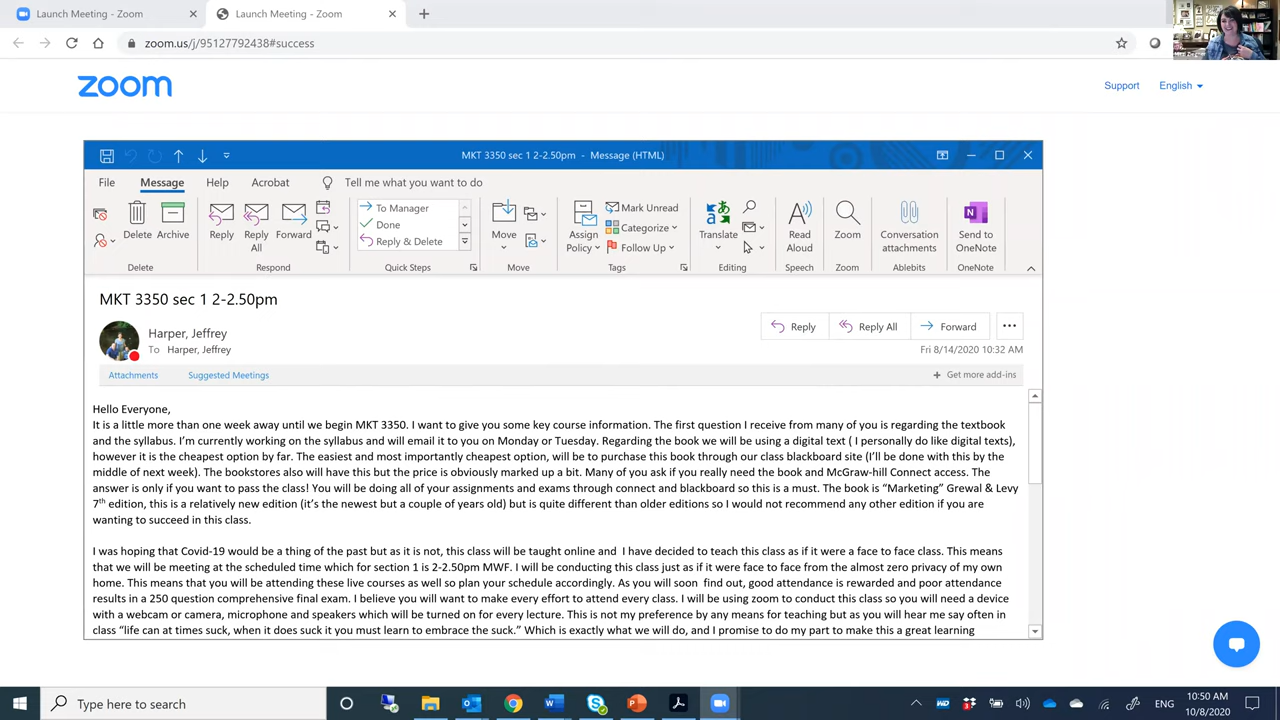 Launch Meeting - Zoom
Launch Meeting - Zoom
zoom.us/j/95127792438#success
zoom
Support English
MKT 3350 sec 1 2-2.50pm - Message (HTML)
File Message Help Acrobat Tell me what you want to do
Delete Archive
Delete
Reply Reply All Forward
Respond
To Manager
Done
Reply & Delete
Quick Steps
Move
Move
Assign Policy
Mark Unread
Categorize
Follow Up
Tags
Translate
Editing
Read Aloud
Speech
Zoom
Zoom
Conversation attachments
Ablebits
Send to OneNote
OneNote
MKT 3350 sec 1 2-2.50pm
Harper, Jeffrey
To Harper, Jeffrey
Reply Reply All Forward
Fri 8/14/2020 10:32 AM
Attachments Suggested Meetings
Get more add-ins
Hello Everyone,
It is a little more than one week away until we begin MKT 3350. I want to give you some key course information. The first question I receive from many of you is regarding the textbook
and the syllabus. I'm currently working on the syllabus and will email it to you on Monday or Tuesday. Regarding the book we will be using a digital text ( I personally do like digital texts),
however it is the cheapest option by far. The easiest and most importantly cheapest option, will be to purchase this book through our class blackboard site (I'll be done with this by the
middle of next week). The bookstores also will have this but the price is obviously marked up a bit. Many of you ask if you really need the book and McGraw-hill Connect access. The
answer is only if you want to pass the class! You will be doing all of your assignments and exams through connect and blackboard so this is a must. The book is “Marketing” Grewal & Levy
7th edition, this is a relatively new edition (it's the newest but a couple of years old) but is quite different than older editions so I would not recommend any other edition if you are
wanting to succeed in this class.
I was hoping that Covid-19 would be a thing of the past but as it is not, this class will be taught online and I have decided to teach this class as if it were a face to face class. This means
that we will be meeting at the scheduled time which for section 1 is 2-2.50pm MWF. I will be conducting this class just as if it were face to face from the almost zero privacy of my own
home. This means that you will be attending these live courses as well so plan your schedule accordingly. As you will soon find out, good attendance is rewarded and poor attendance
results in a 250 question comprehensive final exam. I believe you will want to make every effort to attend every class. I will be using zoom to conduct this class so you will need a device
with a webcam or camera, microphone and speakers which will be turned on for every lecture. This is not my preference by any means for teaching but as you will hear me say often in
class “life can at times suck, when it does suck it you must learn to embrace the suck.” Which is exactly what we will do, and I promise to do my part to make this a great learning
Type here to search
ENG
10:50 AM
10/8/2020